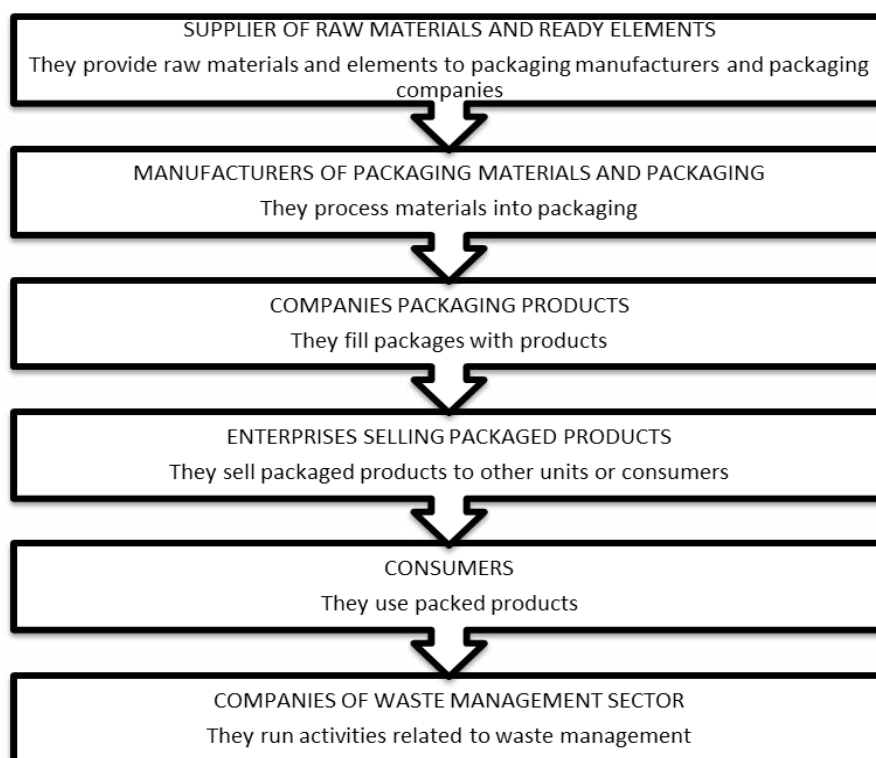 SUPPLIER OF RAW MATERIALS AND READY ELEMENTS
They provide raw materials and elements to packaging manufacturers and packaging
companies
MANUFACTURERS OF PACKAGING MATERIALS AND PACKAGING
They process materials into packaging
COMPANIES PACKAGING PRODUCTS
They fill packages with products
ENTERPRISES SELLING PACKAGED PRODUCTS
They sell packaged products to other units or consumers
CONSUMERS
They use packed products
COMPANIES OF WASTE MANAGEMENT SECTOR
They run activities related to waste management